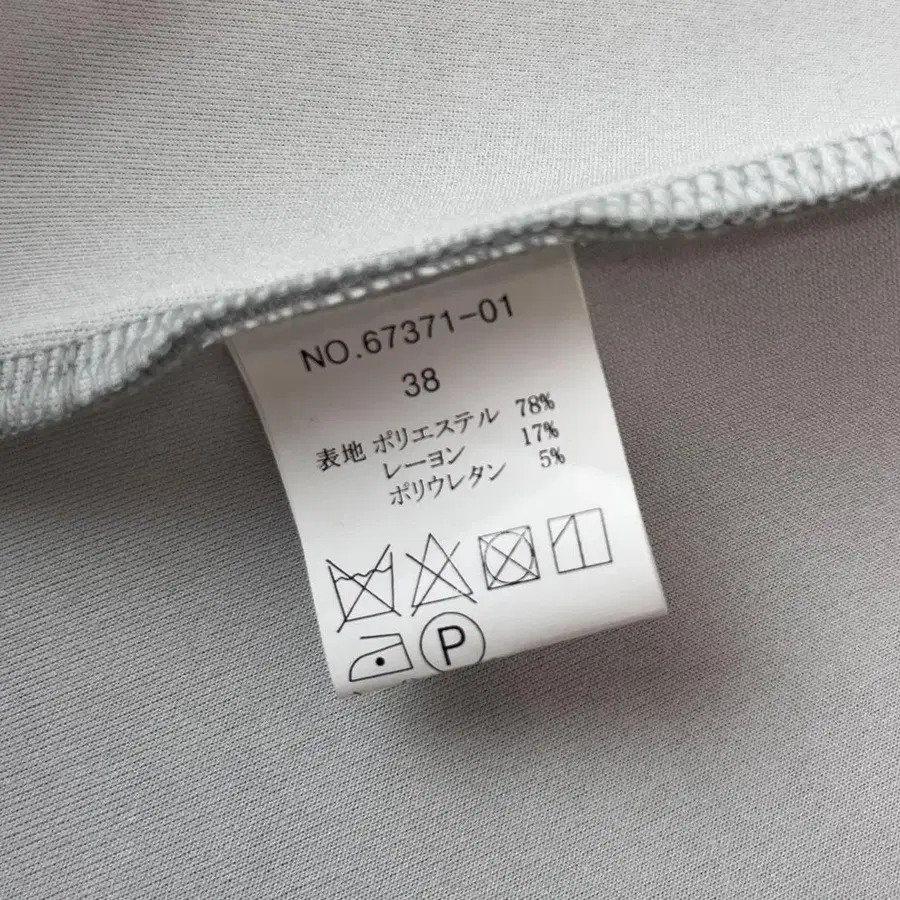 NO.67371-01
38
表地 ポリエステル 78%
レーヨン 17%
ポリウレタン 5%
P